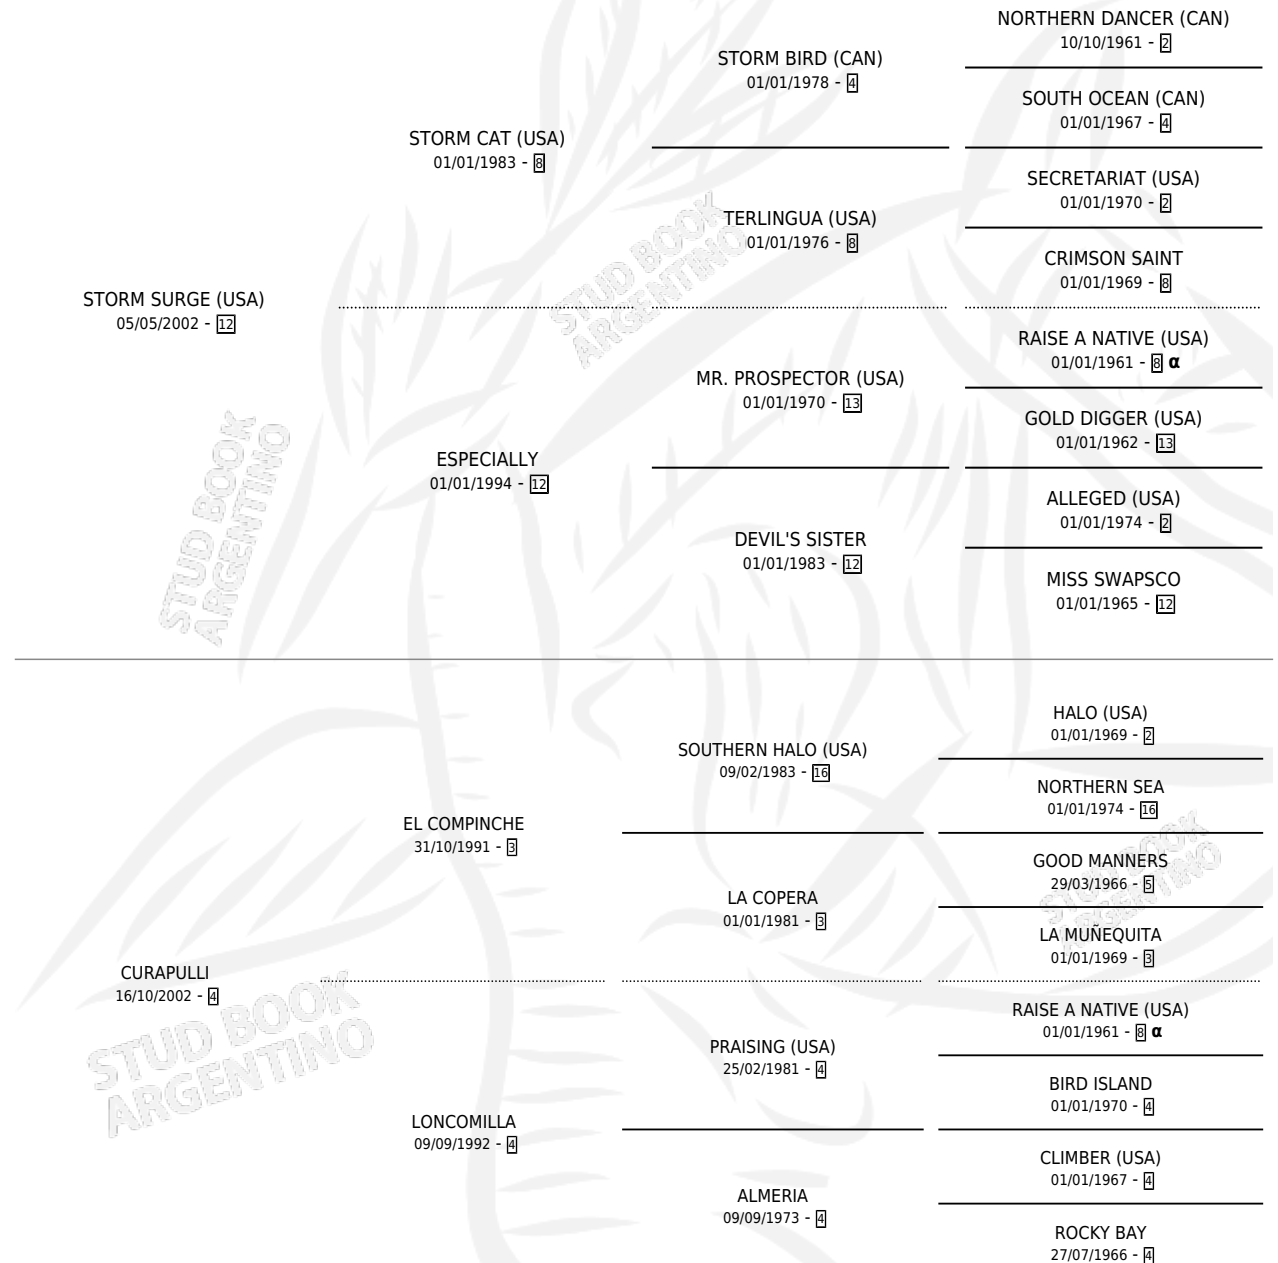 NORTHERN DANCER (CAN)
10/10/1961 - 2
STORM BIRD (CAN)
01/01/1978 - 4
SOUTH OCEAN (CAN)
01/01/1967 - 4
STORM CAT (USA)
01/01/1983 - 8
SECRETARIAT (USA)
01/01/1970 - 2
TERLINGUA (USA)
01/01/1976 - 8
CRIMSON SAINT
01/01/1969 - 8
STORM SURGE (USA)
05/05/2002 - 12
RAISE A NATIVE (USA)
01/01/1961 - 8 α
MR. PROSPECTOR (USA)
01/01/1970 - 13
GOLD DIGGER (USA)
01/01/1962 - 13
ESPECIALLY
01/01/1994 - 12
ALLEGED (USA)
01/01/1974 - 2
DEVIL'S SISTER
01/01/1983 - 12
MISS SWAPSCO
01/01/1965 - 12
HALO (USA)
01/01/1969 - 2
SOUTHERN HALO (USA)
09/02/1983 - 16
NORTHERN SEA
01/01/1974 - 16
EL COMPINCHE
31/10/1991 - 3
GOOD MANNERS
29/03/1966 - 5
LA COPERA
01/01/1981 - 3
LA MUÑEQUITA
01/01/1969 - 3
CURAPULLI
16/10/2002 - 4
RAISE A NATIVE (USA)
01/01/1961 - 8 α
PRAISING (USA)
25/02/1981 - 4
BIRD ISLAND
01/01/1970 - 4
LONCOMILLA
09/09/1992 - 4
CLIMBER (USA)
01/01/1967 - 4
ALMERIA
09/09/1973 - 4
ROCKY BAY
27/07/1966 - 4
STUD BOOK
ARGENTINO
STUD BOOK
ARGENTINO
STUD BOOK
ARGENTINO
STUD BOOK
ARGENTINO